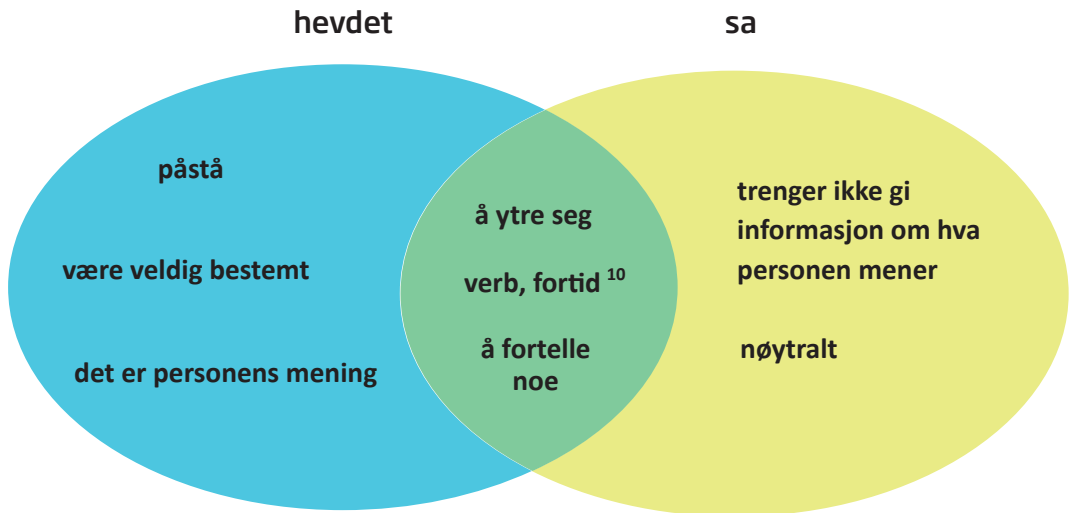 hevdet
sa
påstå
være veldig bestemt
det er personens mening
å ytre seg
verb, fortid 10
å fortelle
noe
trenger ikke gi
informasjon om hva
personen mener
nøytralt